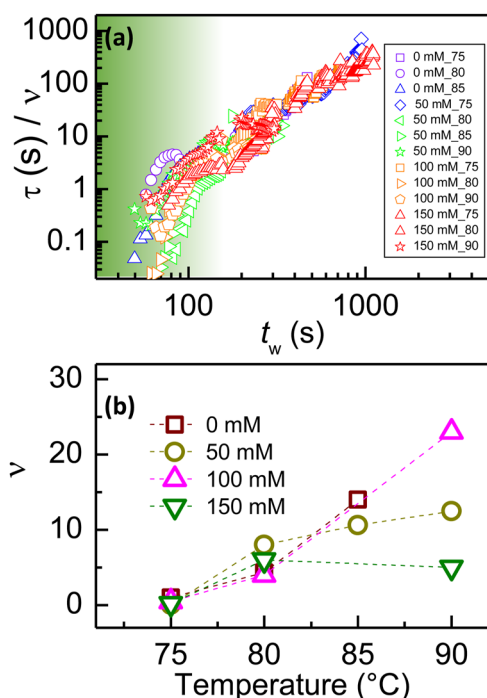 (a)
1000
100
10
1
0.1
τ (s) / ν
100
1000
t_w (s)
0 mM_75
0 mM_80
0 mM_85
50 mM_75
50 mM_80
50 mM_85
50 mM_90
100 mM_75
100 mM_80
100 mM_90
150 mM_75
150 mM_80
150 mM_90
(b)
30
20
10
0
ν
0 mM
50 mM
100 mM
150 mM
75
80
85
90
Temperature (°C)